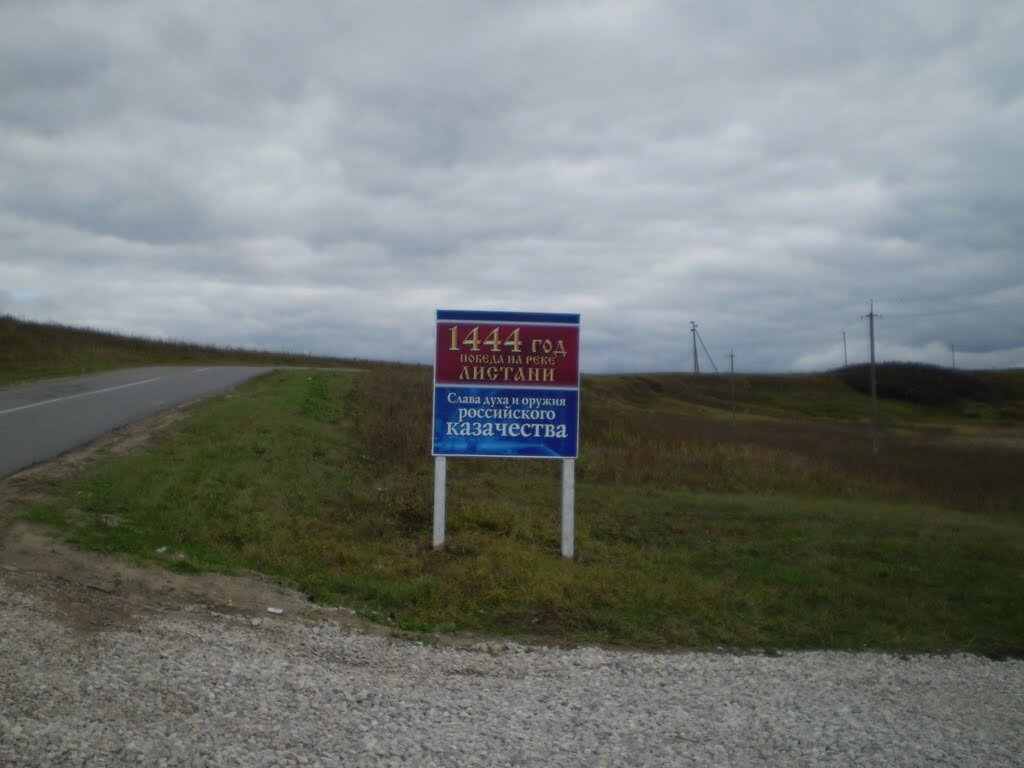 1444 год
победа на реке
Листани
Слава духа и оружия
российского
казачества